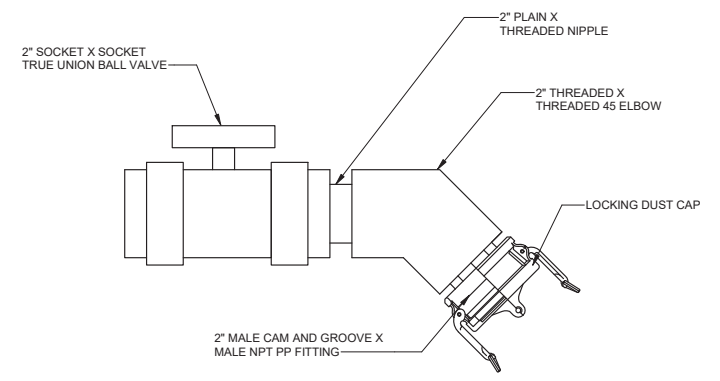 2" PLAIN X
THREADED NIPPLE
2" SOCKET X SOCKET
TRUE UNION BALL VALVE
2" THREADED X
THREADED 45 ELBOW
LOCKING DUST CAP
2" MALE CAM AND GROOVE X
MALE NPT PP FITTING